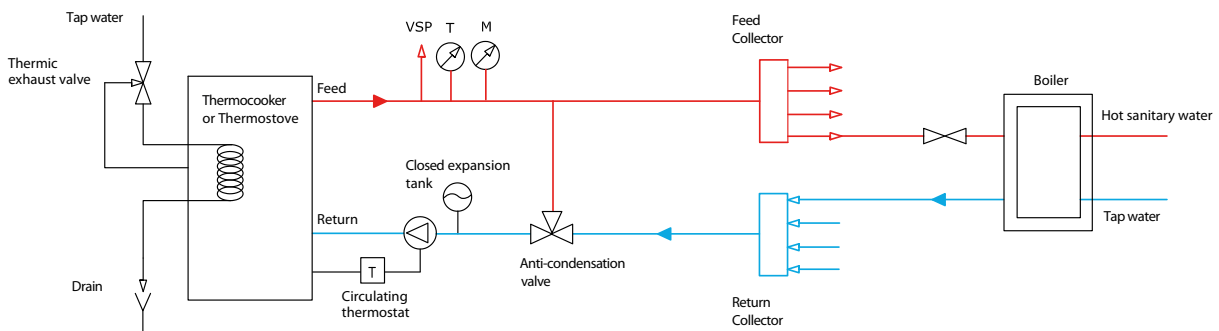 Tap water
Thermic
exhaust valve
Thermocooker
or Thermostove
Feed
VSP
T
M
Feed
Collector
Boiler
Hot sanitary water
Closed expansion
tank
Return
Tap water
Anti-condensation
valve
T
Circulating
thermostat
Drain
Return
Collector